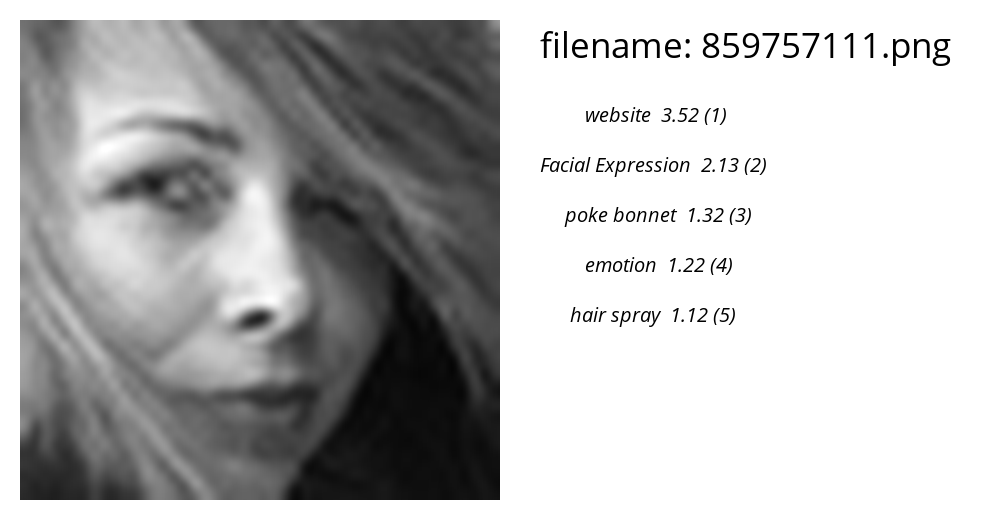 filename: 859757111.png
website 3.52 (1)
Facial Expression 2.13 (2)
poke bonnet 1.32 (3)
emotion 1.22 (4)
hair spray 1.12 (5)